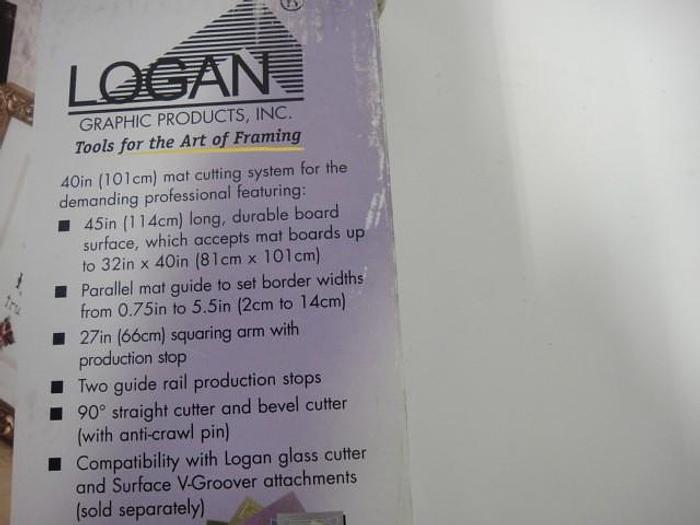 ®
LOGAN
GRAPHIC PRODUCTS, INC.
Tools for the Art of Framing
40in (101cm) mat cutting system for the
demanding professional featuring:
■ 45in (114cm) long, durable board
surface, which accepts mat boards up
to 32in x 40in (81cm x 101cm)
■ Parallel mat guide to set border widths
from 0.75in to 5.5in (2cm to 14cm)
■ 27in (66cm) squaring arm with
production stop
■ Two guide rail production stops
■ 90° straight cutter and bevel cutter
(with anti-crawl pin)
■ Compatibility with Logan glass cutter
and Surface V-Groover attachments
(sold separately)